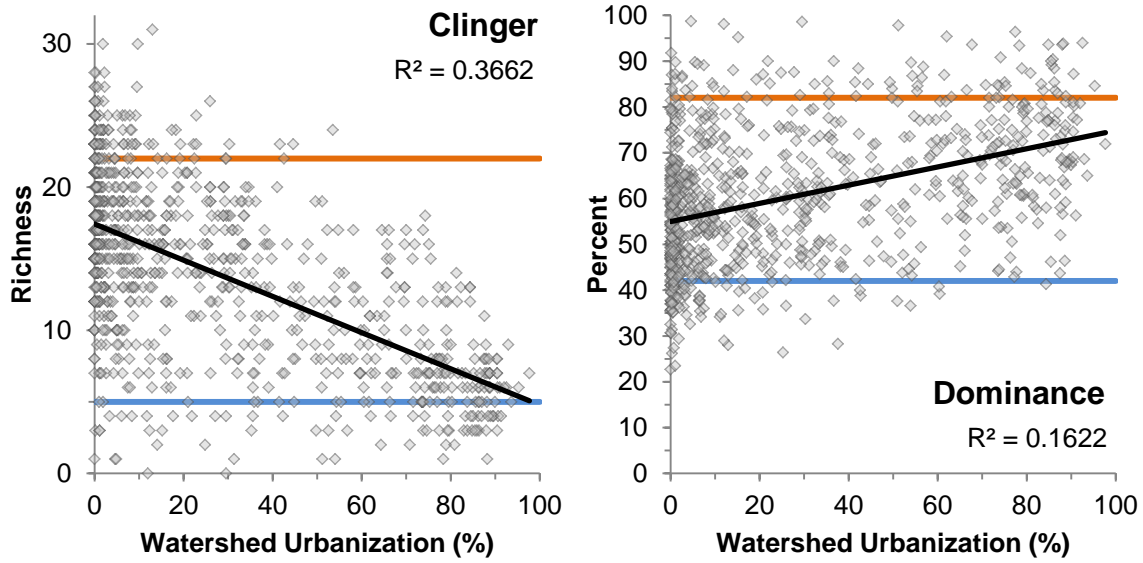 Clinger
R² = 0.3662
Richness
30
20
10
0
0 20 40 60 80 100
Watershed Urbanization (%)
Dominance
R² = 0.1622
Percent
100
90
80
70
60
50
40
30
20
10
0
0 20 40 60 80 100
Watershed Urbanization (%)